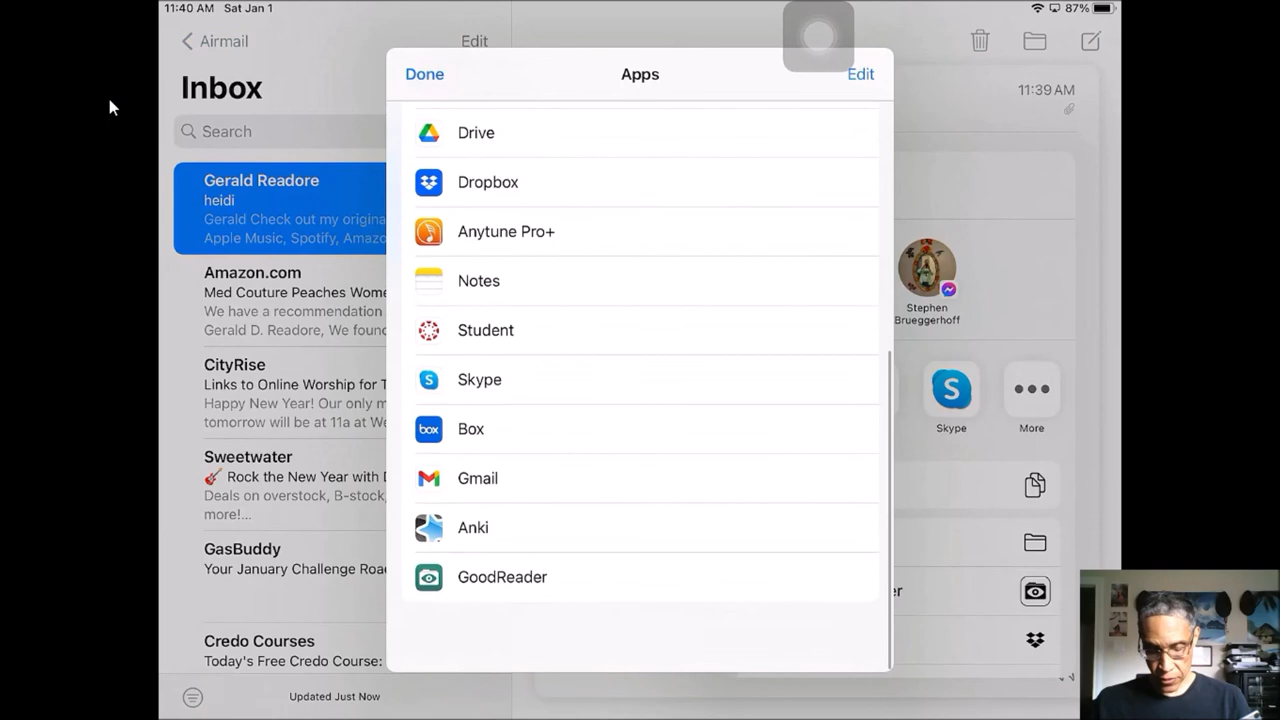 11:40 AM Sat Jan 1
87%
Airmail
Edit
Inbox
Search
Gerald Readore
heidi
Gerald Check out my origina
Apple Music, Spotify, Amazo
Amazon.com
Med Couture Peaches Wome
We have a recommendation
Gerald D. Readore, We found
CityRise
Links to Online Worship for T
Happy New Year! Our only m
tomorrow will be at 11a at We
Sweetwater
Rock the New Year with D
Deals on overstock, B-stock,
more!...
GasBuddy
Your January Challenge Road
Credo Courses
Today's Free Credo Course:
Updated Just Now
Done
Apps
Edit
Drive
Dropbox
Anytune Pro+
Notes
Student
S
Skype
box
Box
Gmail
Anki
GoodReader
11:39 AM
Stephen
Brueggerhoff
S
Skype
More
er